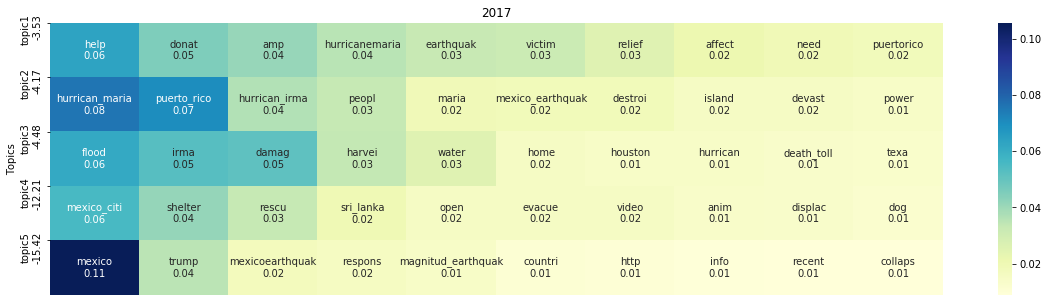 2017
topic1
-3.53
help donat amp hurricanemaria earthquak victim relief affect need puertorico
0.06 0.05 0.04 0.04 0.03 0.03 0.03 0.02 0.02 0.02
topic2
-4.17
hurrican_maria puerto_rico hurrican_irma peopl maria mexico_earthquak destroi island devast power
0.08 0.07 0.04 0.03 0.02 0.02 0.02 0.02 0.02 0.01
topic3
-4.48
flood irma damag harvei water home houston hurrican death_toll texa
0.06 0.05 0.05 0.03 0.03 0.02 0.01 0.01 0.01 0.01
topic4
-12.21
mexico_citi shelter rescu sri_lanka open evacue video anim displac dog
0.06 0.04 0.03 0.02 0.02 0.02 0.02 0.01 0.01 0.01
topic5
-15.42
mexico trump mexicoearthquak respons magnitud_earthquak countri http info recent collaps
0.11 0.04 0.02 0.02 0.01 0.01 0.01 0.01 0.01 0.01
Topics
0.10
0.08
0.06
0.04
0.02